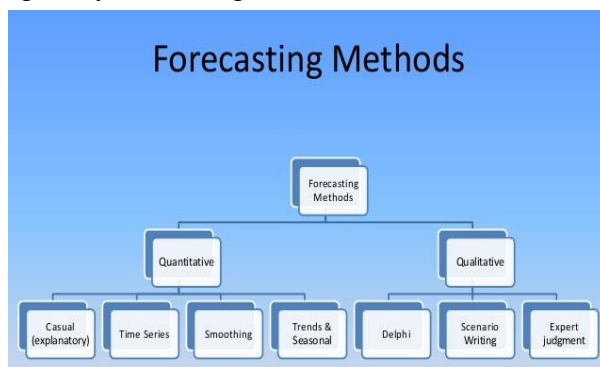 Forecasting Methods
Forecasting
Methods
Quantitative
Qualitative
Casual
(explanatory)
Time Series
Smoothing
Trends &
Seasonal
Delphi
Scenario
Writing
Expert
judgment